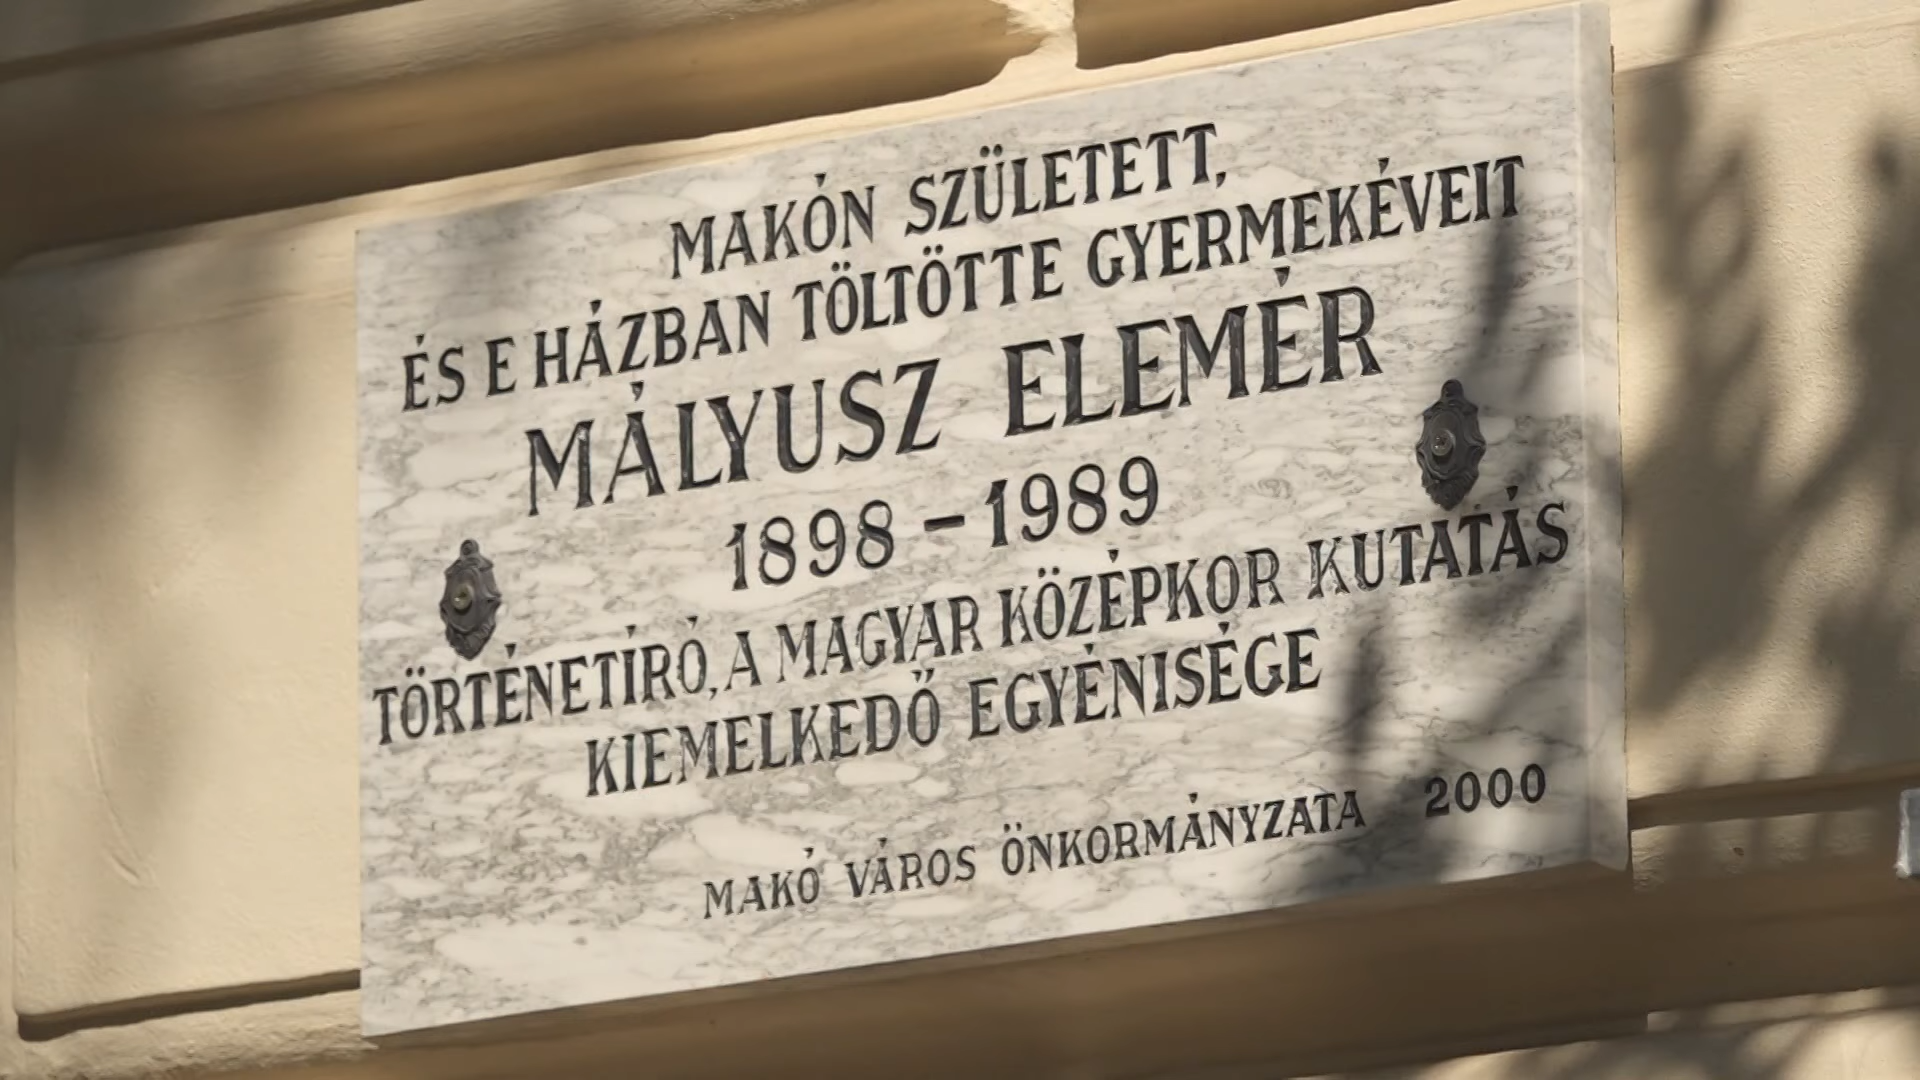 MAKÓN SZÜLETETT,
ÉS E HÁZBAN TÖLTÖTTE GYERMEKÉVEIT
MÁLYUSZ ELEMÉR
1898 – 1989
TÖRTÉNETÍRÓ, A MAGYAR KÖZÉPKOR KUTATÁS
KIEMELKEDŐ EGYÉNISÉGE
MAKÓ VÁROS ÖNKORMÁNYZATA 2000